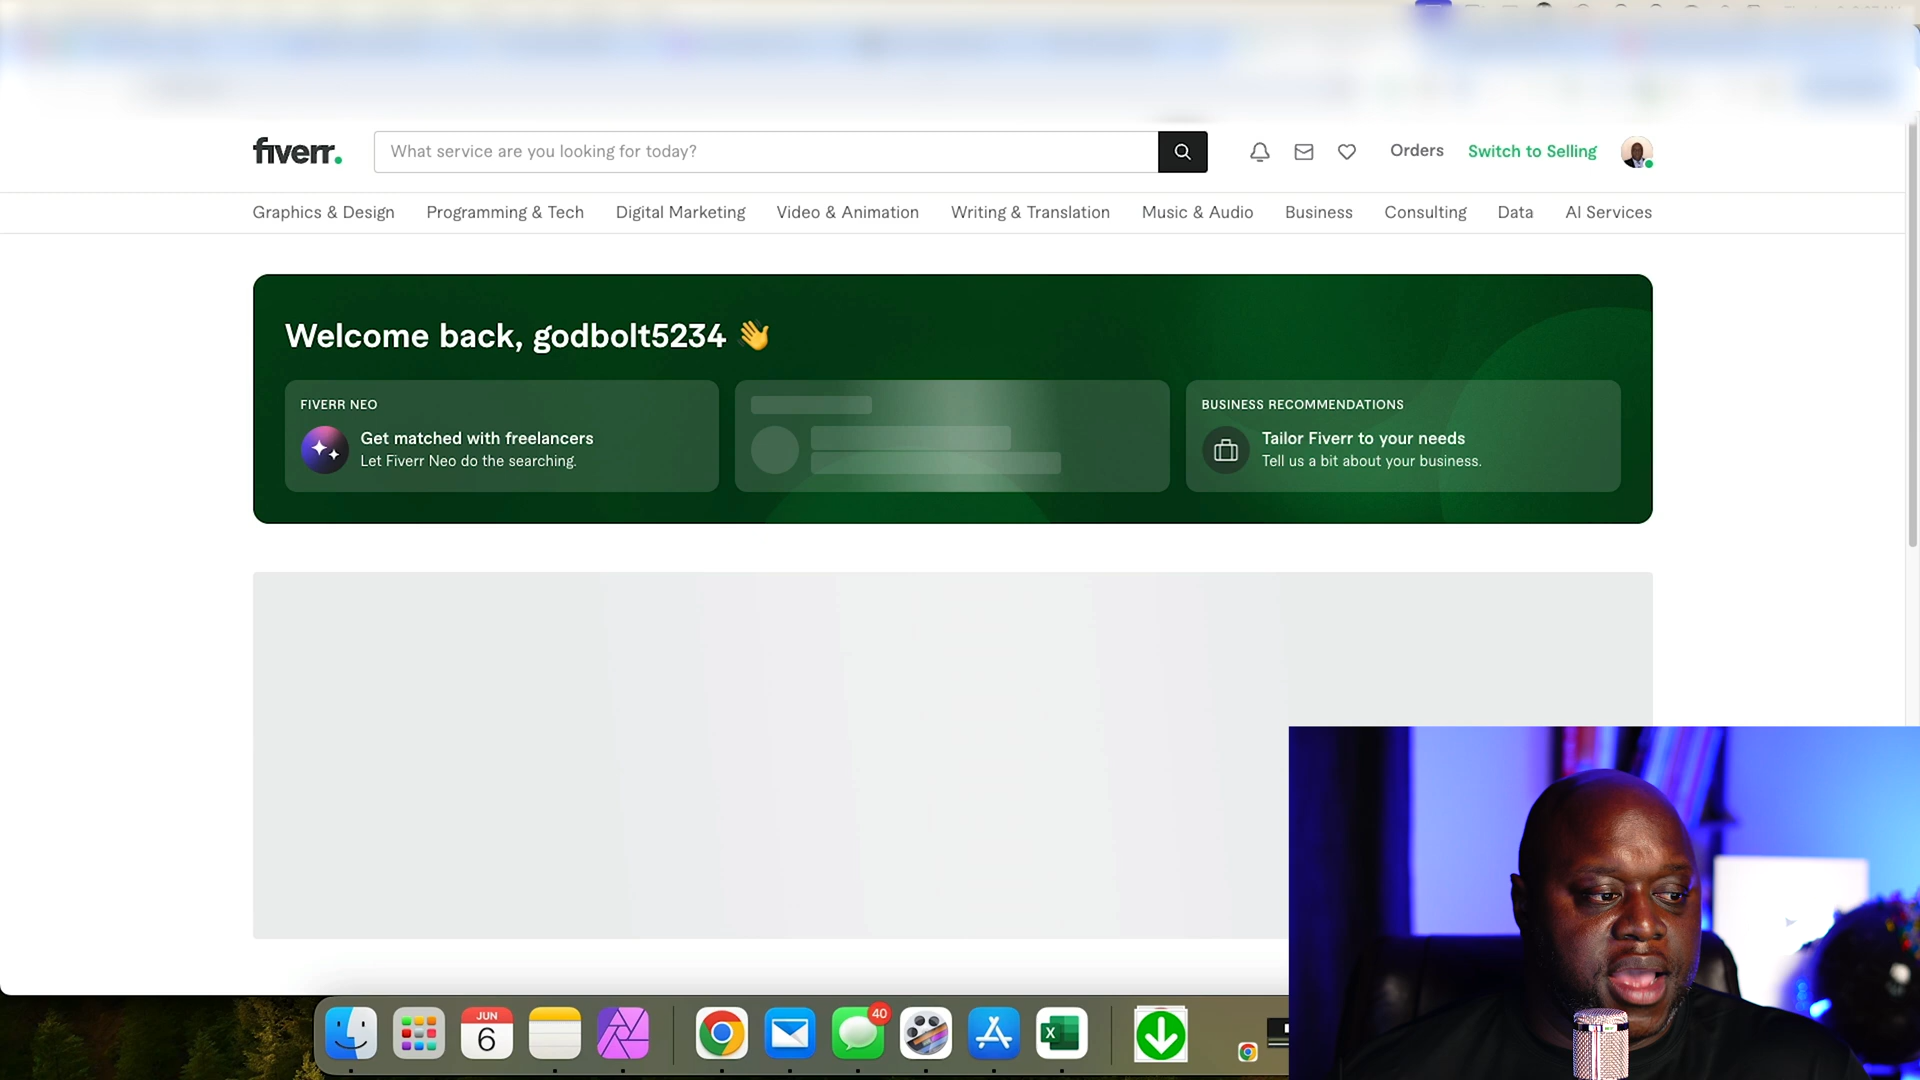 fiverr.
What service are you looking for today?
Orders
Switch to Selling
Graphics & Design
Programming & Tech
Digital Marketing
Video & Animation
Writing & Translation
Music & Audio
Business
Consulting
Data
AI Services
Welcome back, godbolt5234 👋
FIVERR NEO
Get matched with freelancers
Let Fiverr Neo do the searching.
BUSINESS RECOMMENDATIONS
Tailor Fiverr to your needs
Tell us a bit about your business.
JUN
6
40
X